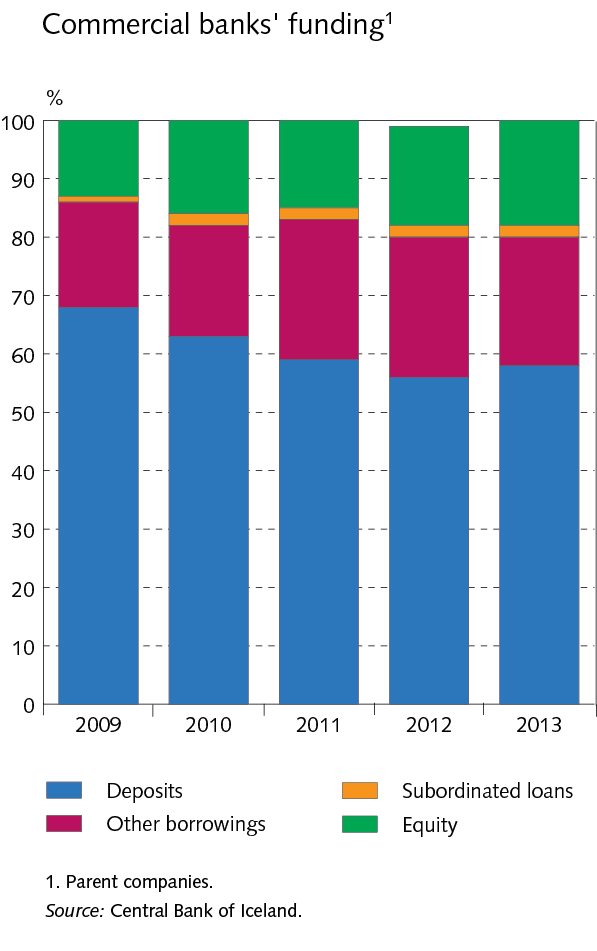 Commercial banks' funding¹
%
100
90
80
70
60
50
40
30
20
10
0
2009 2010 2011 2012 2013
Deposits Subordinated loans
Other borrowings Equity
1. Parent companies.
Source: Central Bank of Iceland.